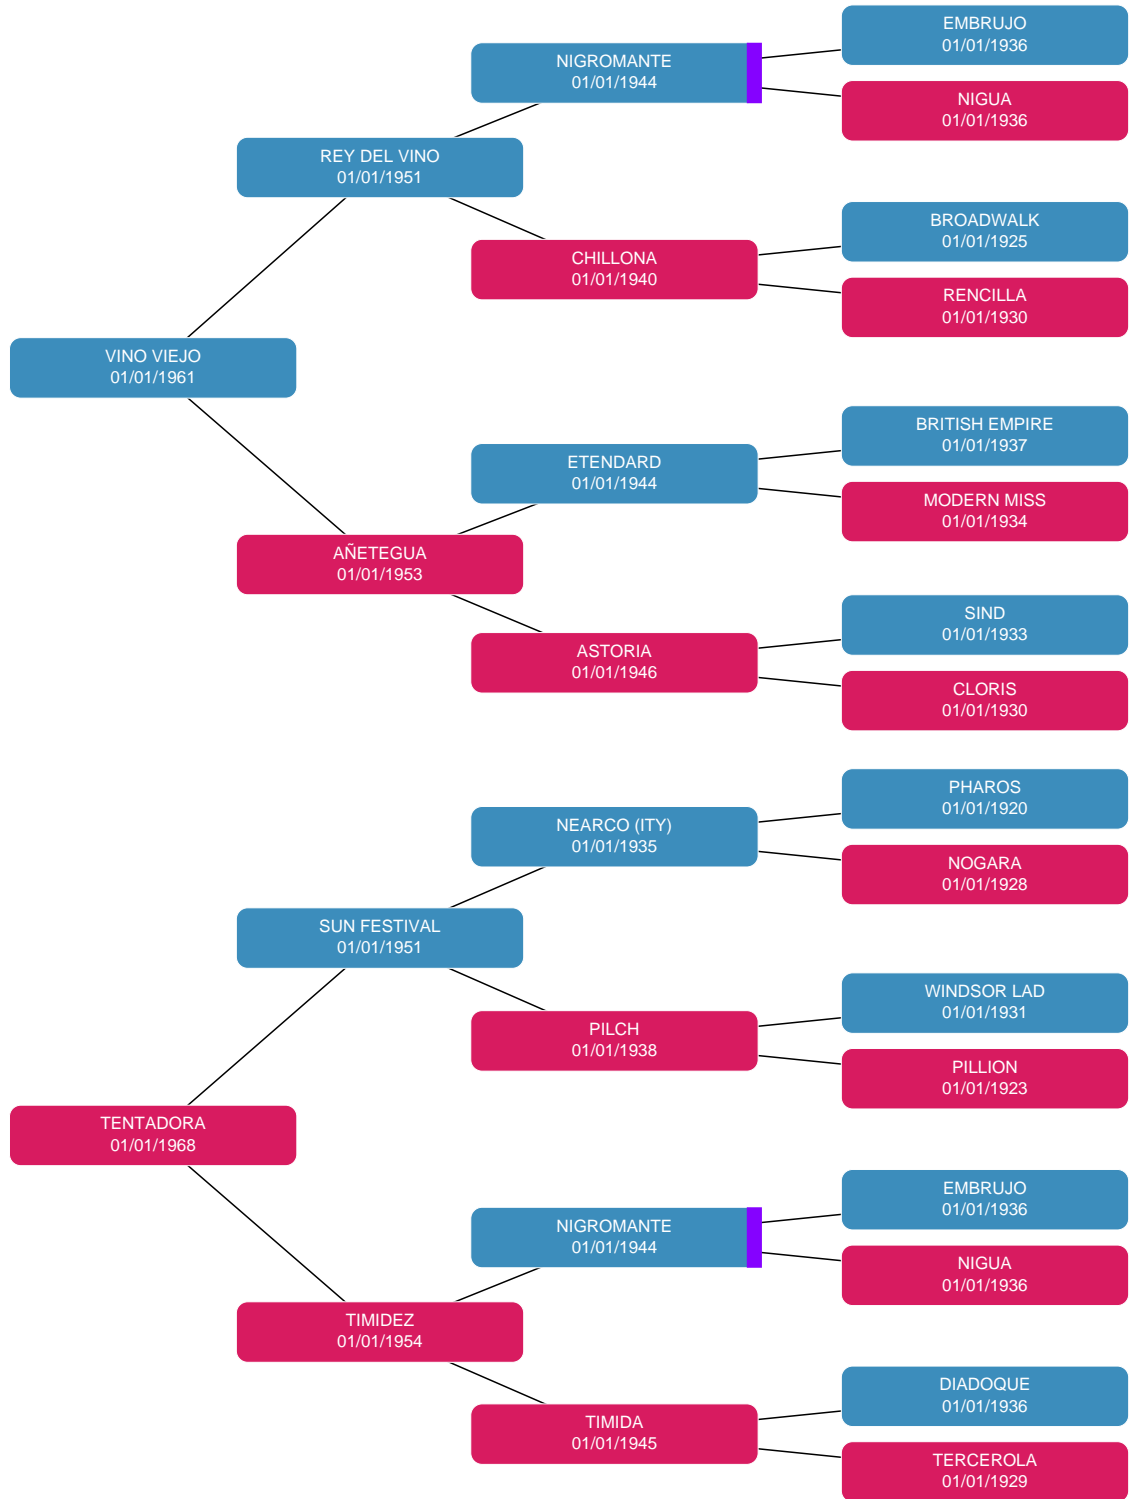 EMBRUJO
01/01/1936
NIGROMANTE
01/01/1944
NIGUA
01/01/1936
REY DEL VINO
01/01/1951
BROADWALK
01/01/1925
CHILLONA
01/01/1940
RENCILLA
01/01/1930
VINO VIEJO
01/01/1961
BRITISH EMPIRE
01/01/1937
ETENDARD
01/01/1944
MODERN MISS
01/01/1934
AÑETEGUA
01/01/1953
SIND
01/01/1933
ASTORIA
01/01/1946
CLORIS
01/01/1930
PHAROS
01/01/1920
NEARCO (ITY)
01/01/1935
NOGARA
01/01/1928
SUN FESTIVAL
01/01/1951
WINDSOR LAD
01/01/1931
PILCH
01/01/1938
PILLION
01/01/1923
TENTADORA
01/01/1968
EMBRUJO
01/01/1936
NIGROMANTE
01/01/1944
NIGUA
01/01/1936
TIMIDEZ
01/01/1954
DIADOQUE
01/01/1936
TIMIDA
01/01/1945
TERCEROLA
01/01/1929